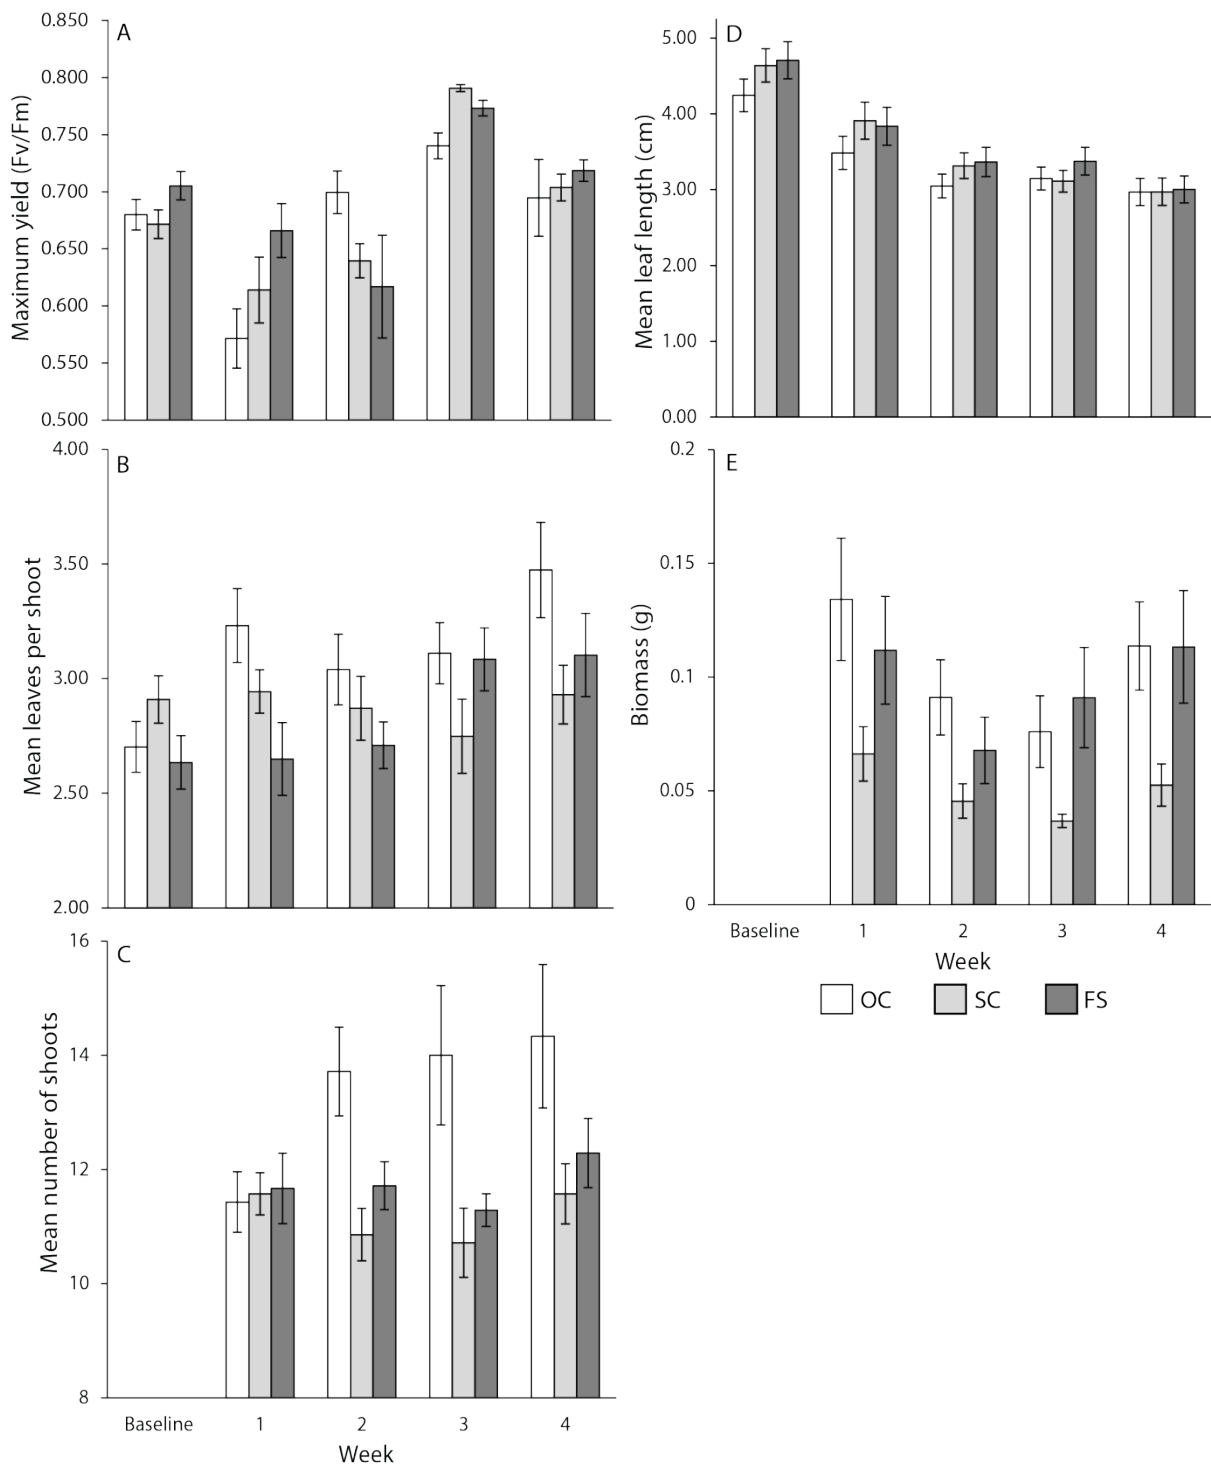 A
Maximum yield (Fv/Fm)
0.850
0.800
0.750
0.700
0.650
0.600
0.550
0.500
B
Mean leaves per shoot
4.00
3.50
3.00
2.50
2.00
C
Mean number of shoots
16
14
12
10
8
Baseline 1 2 3 4
Week
D
Mean leaf length (cm)
5.00
4.00
3.00
2.00
1.00
0.00
E
Biomass (g)
0.2
0.15
0.1
0.05
0
Baseline 1 2 3 4
Week
OC SC FS